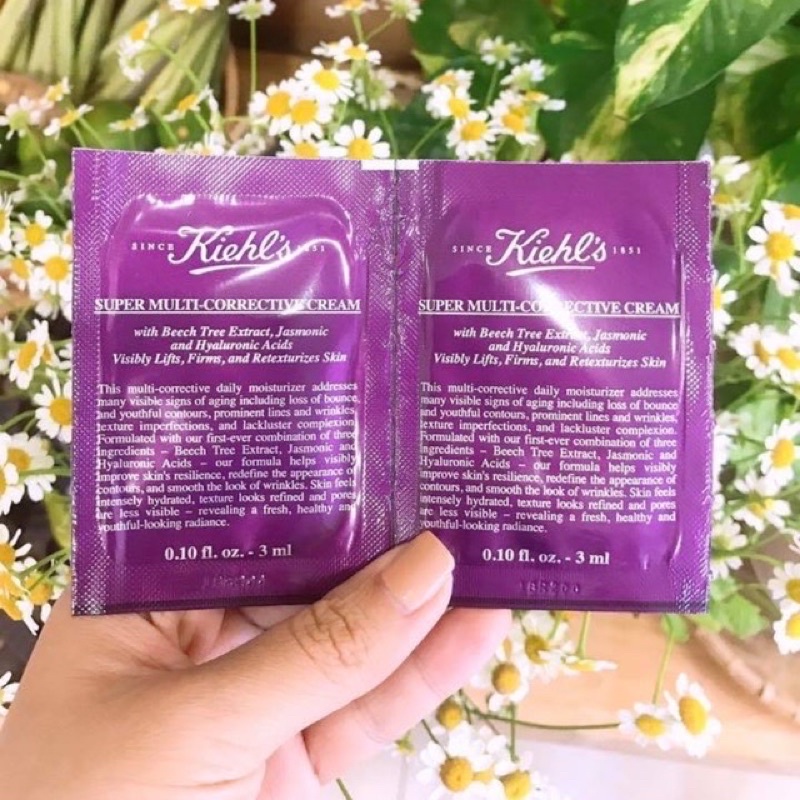 SINCE Kiehl's 1851
SUPER MULTI-CORRECTIVE CREAM
with Beech Tree Extract, Jasmonic
and Hyaluronic Acids
Visibly Lifts, Firms, and Retexturizes Skin
This multi-corrective daily moisturizer addresses
many visible signs of aging including loss of bounce
and youthful contours, prominent lines and wrinkles,
texture imperfections, and lackluster complexion.
Formulated with our first-ever combination of three
ingredients – Beech Tree Extract, Jasmonic and
Hyaluronic Acids – our formula helps visibly
improve skin's resilience, redefine the appearance of
contours, and smooth the look of wrinkles. Skin feels
intensely hydrated, texture looks refined and pores
are less visible – revealing a fresh, healthy and
youthful-looking radiance.
0.10 fl. oz. - 3 ml
SINCE Kiehl's 1851
SUPER MULTI-CORRECTIVE CREAM
with Beech Tree Extract, Jasmonic
and Hyaluronic Acids
Visibly Lifts, Firms, and Retexturizes Skin
This multi-corrective daily moisturizer addresses
many visible signs of aging including loss of bounce
and youthful contours, prominent lines and wrinkles,
texture imperfections, and lackluster complexion.
Formulated with our first-ever combination of three
ingredients – Beech Tree Extract, Jasmonic and
Hyaluronic Acids – our formula helps visibly
improve skin's resilience, redefine the appearance of
contours, and smooth the look of wrinkles. Skin feels
intensely hydrated, texture looks refined and pores
are less visible – revealing a fresh, healthy and
youthful-looking radiance.
0.10 fl. oz. - 3 ml